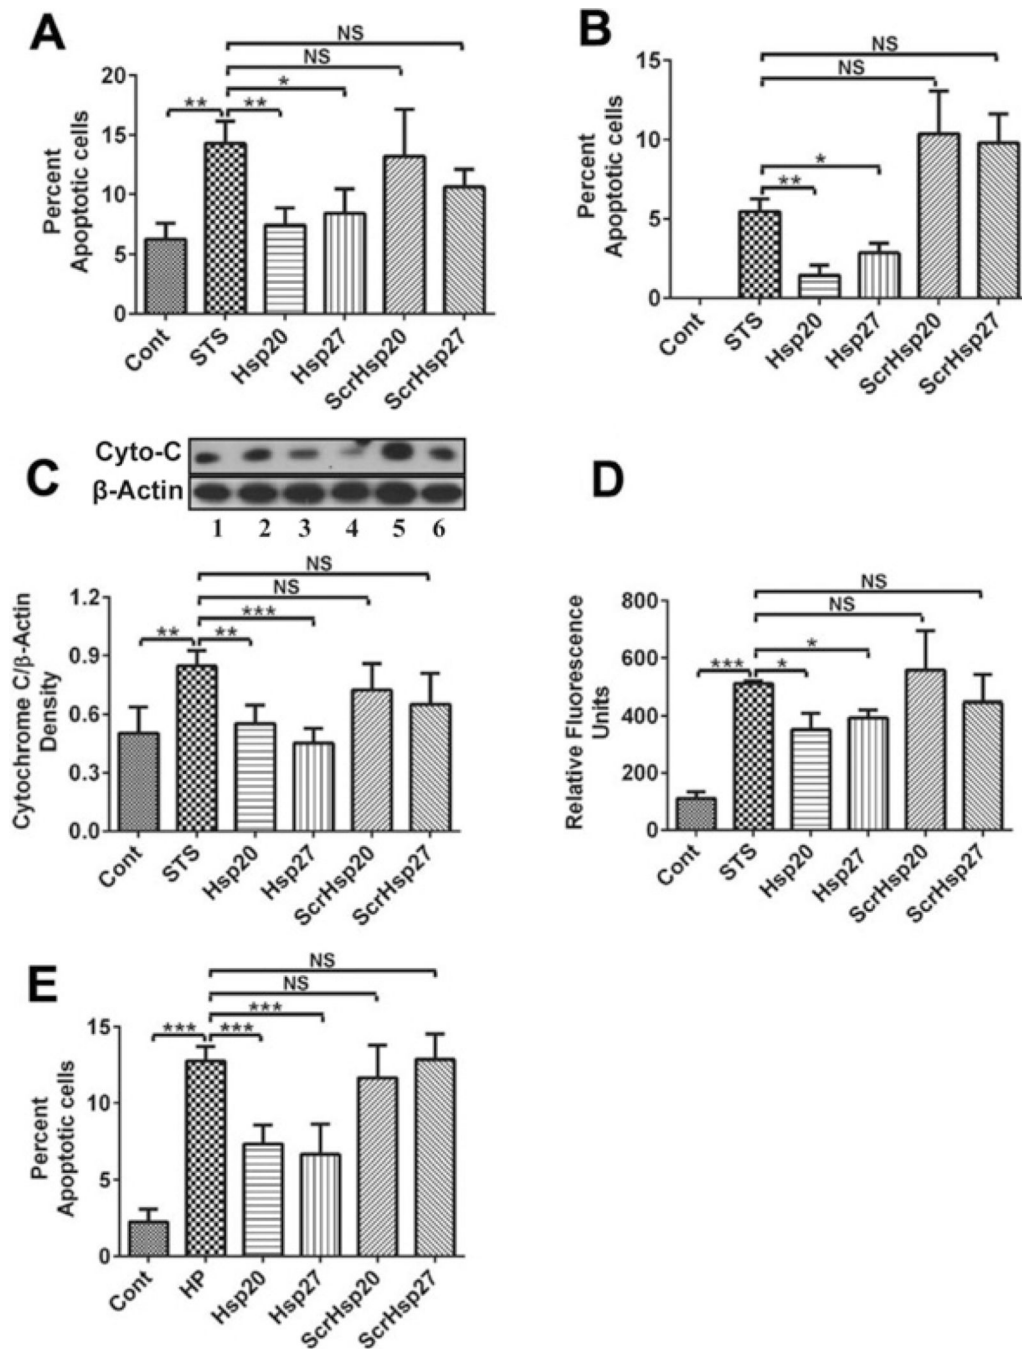 A
NS
NS
*
** **
20
15
10
5
0
Percent
Apoptotic cells
Cont STS Hsp20 Hsp27 ScrHsp20 ScrHsp27
B
NS
NS
*
**
15
10
5
0
Percent
Apoptotic cells
Cont STS Hsp20 Hsp27 ScrHsp20 ScrHsp27
C
Cyto-C
β-Actin
1 2 3 4 5 6
NS
NS
***
** **
1.2
0.9
0.6
0.3
0.0
Cytochrome C/β-Actin
Density
Cont STS Hsp20 Hsp27 ScrHsp20 ScrHsp27
D
NS
NS
*
*** *
800
600
400
200
0
Relative Fluorescence
Units
Cont STS Hsp20 Hsp27 ScrHsp20 ScrHsp27
E
NS
NS
***
*** ***
15
10
5
0
Percent
Apoptotic cells
Cont HP Hsp20 Hsp27 ScrHsp20 ScrHsp27